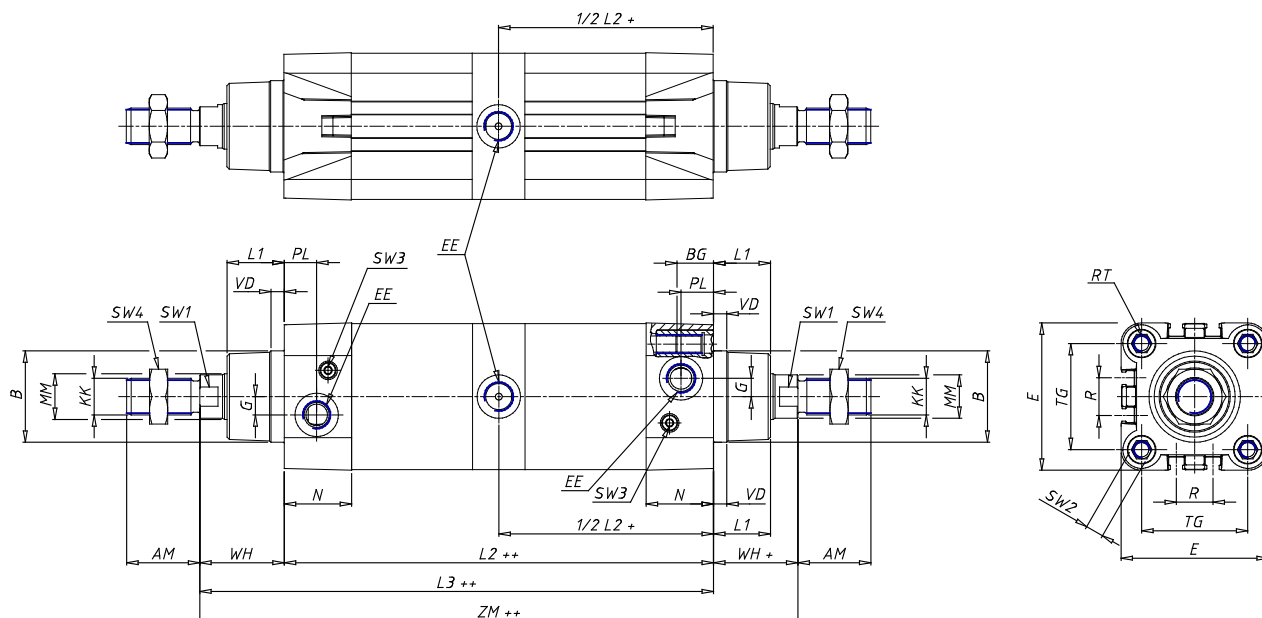 1/2 L2 +
EE
L1
PL
SW3
BG
L1
RT
VD
EE
PL
VD
SW4
SW1
SW1
SW4
B
MM
KK
G
G
KK
MM
B
E
TG
R
EE
SW3
N
N
VD
SW2
R
1/2 L2 +
L1
TG
AM
WH
L2 ++
WH +
AM
E
L3 ++
ZM ++